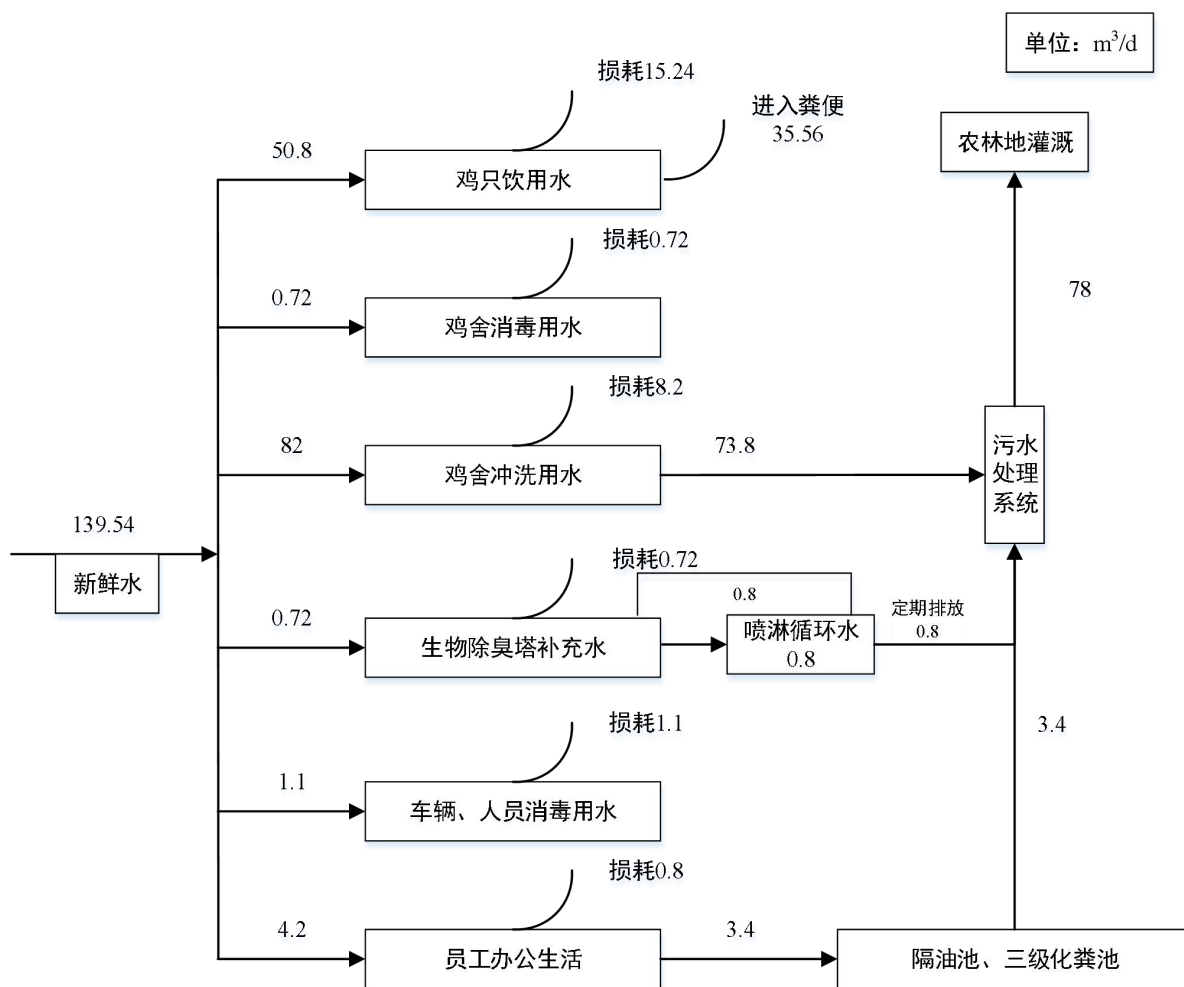 单位：m³/d
损耗15.24
进入粪便
35.56
农林地灌溉
50.8
鸡只饮用水
损耗0.72
0.72
鸡舍消毒用水
78
损耗8.2
82
鸡舍冲洗用水
73.8
污水
处理
系统
139.54
新鲜水
损耗0.72
0.8
0.72
生物除臭塔补充水
喷淋循环水
0.8
定期排放
0.8
损耗1.1
3.4
1.1
车辆、人员消毒用水
损耗0.8
4.2
员工办公生活
3.4
隔油池、三级化粪池